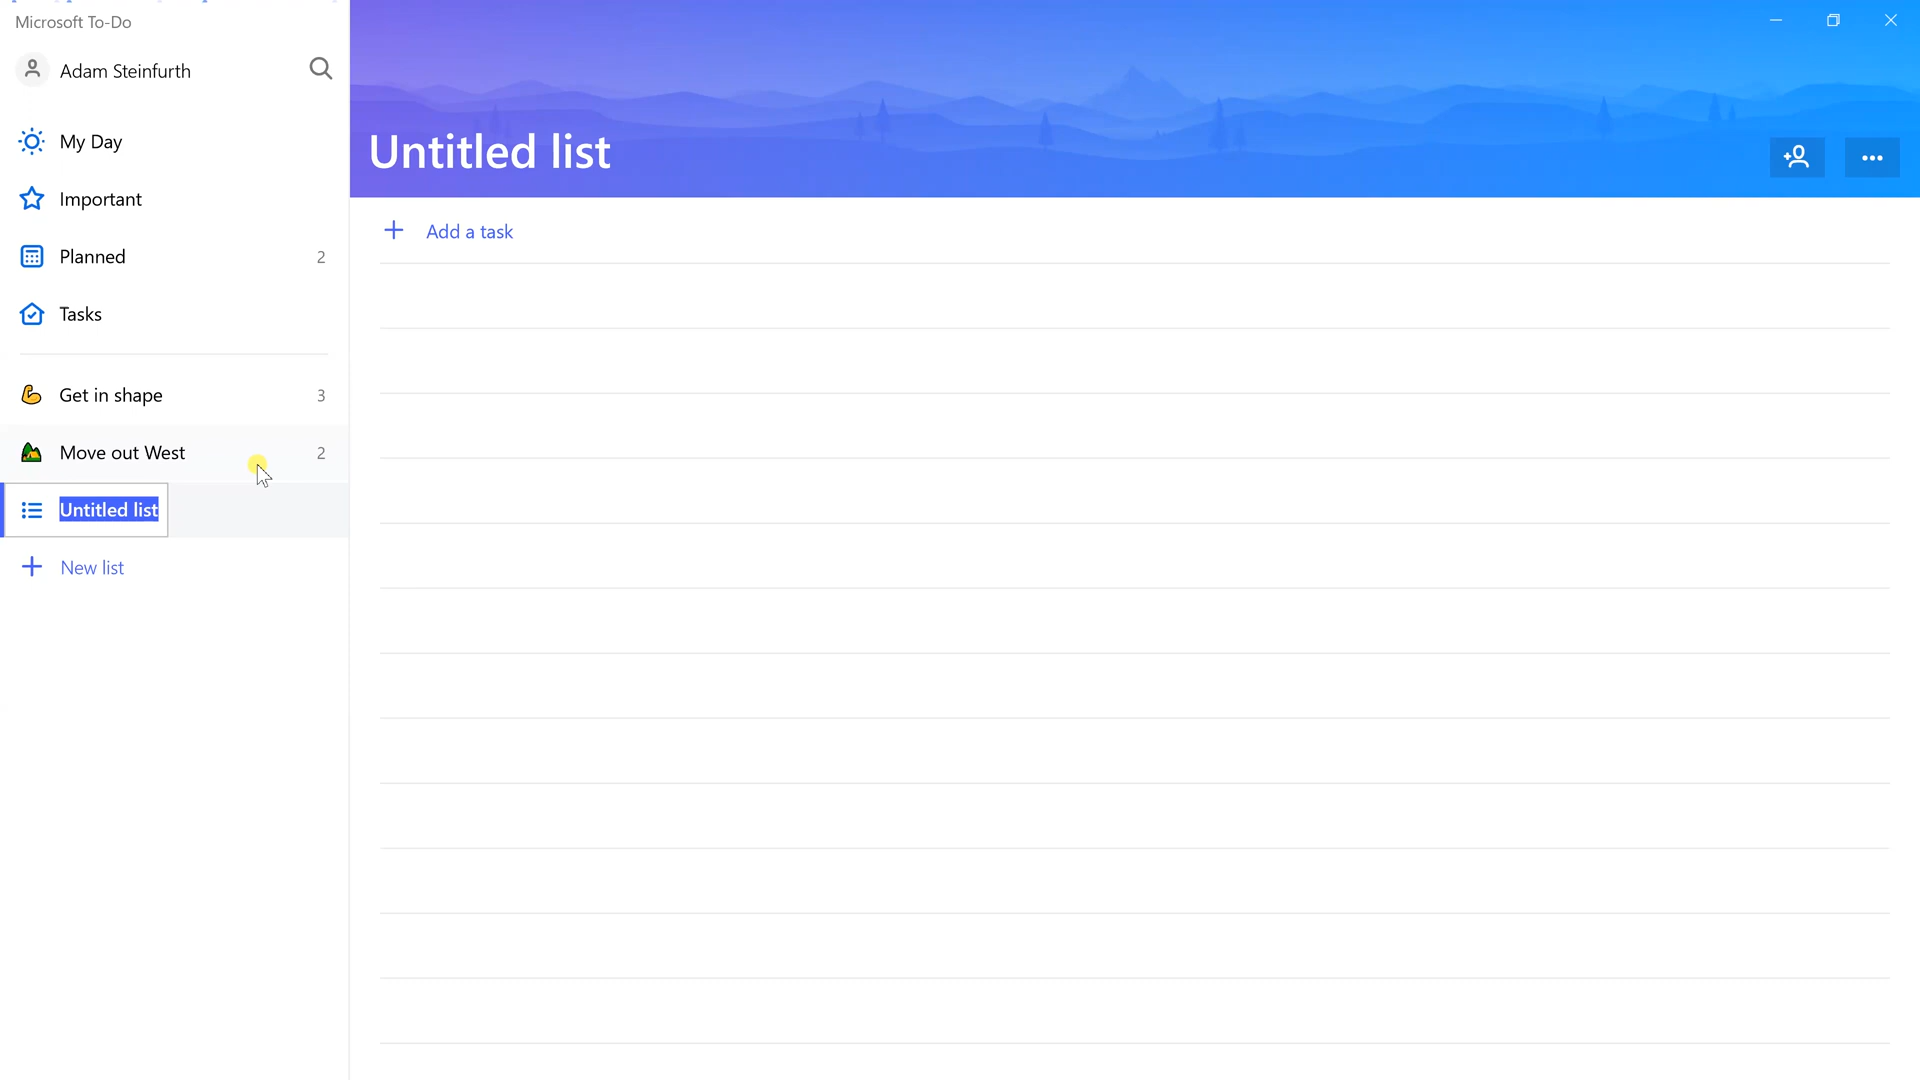 Microsoft To-Do
Adam Steinfurth
My Day
Important
Planned 2
Tasks
Get in shape 3
Move out West 2
Untitled list
New list
Untitled list
Add a task